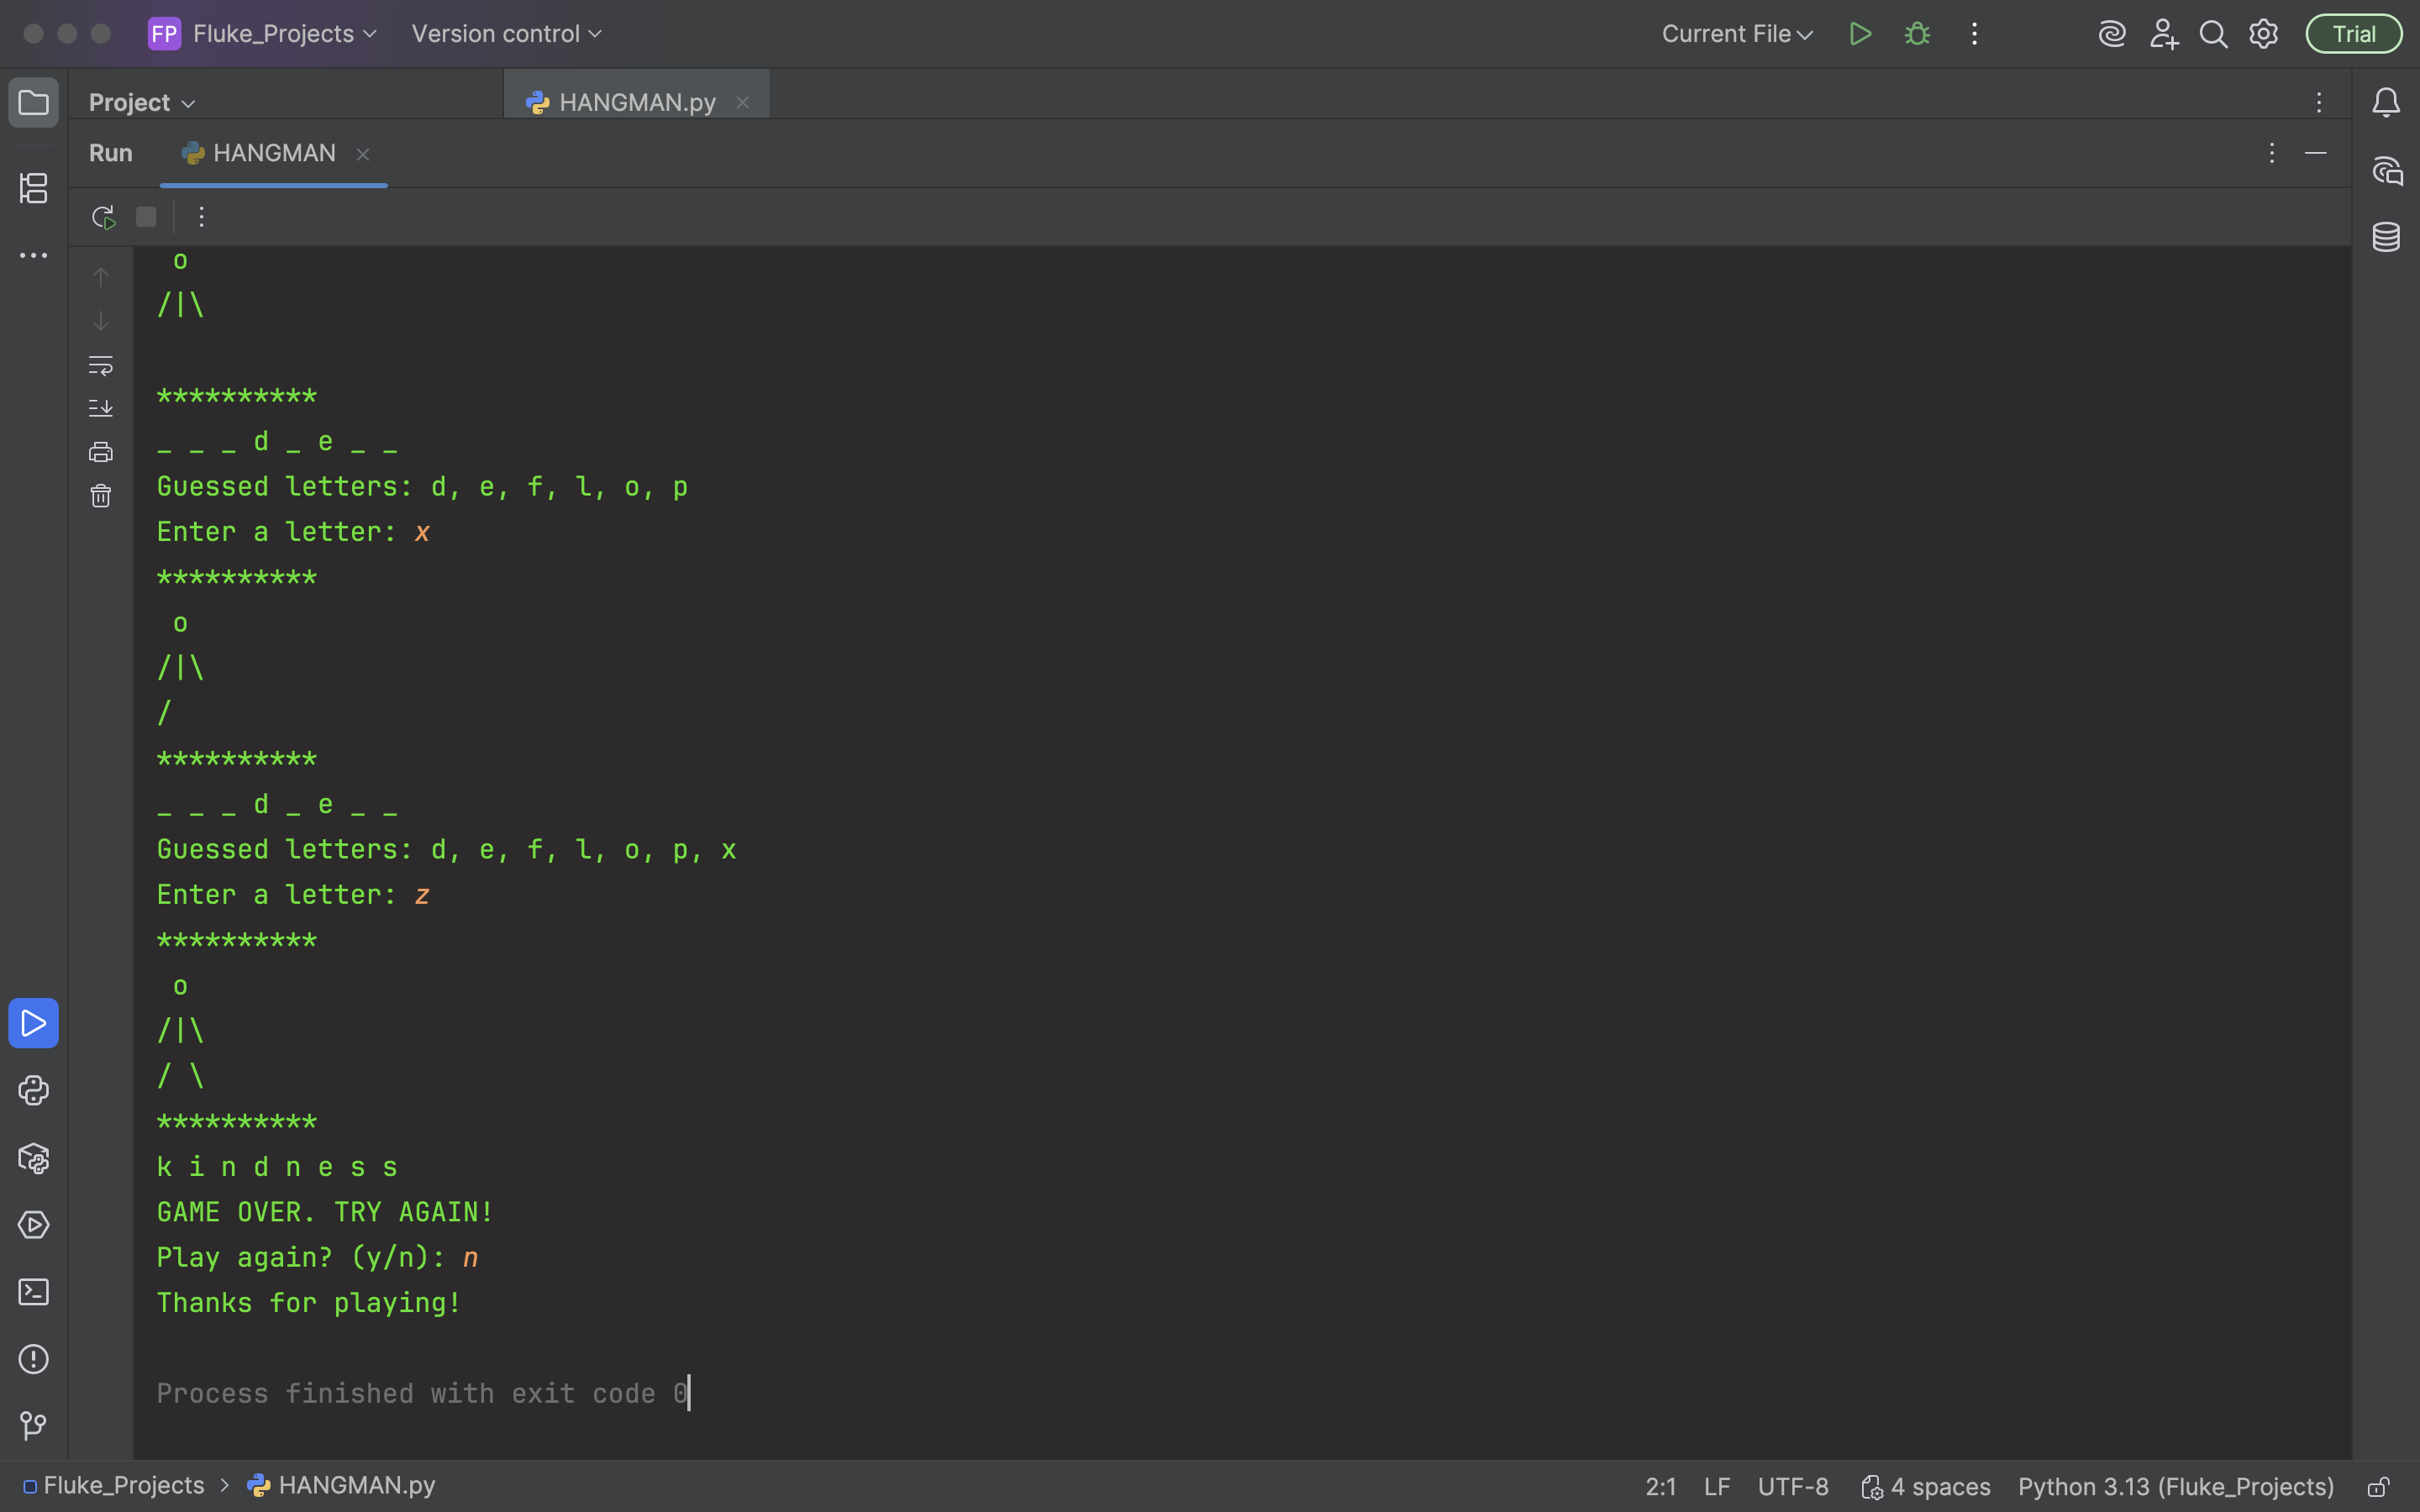 FP Fluke_Projects Version control Current File Trial
Project HANGMAN.py
Run HANGMAN
 o
/|\
**********
_ _ _ d _ e _ _
Guessed letters: d, e, f, l, o, p
Enter a letter: x
**********
 o
/|\
/
**********
_ _ _ d _ e _ _
Guessed letters: d, e, f, l, o, p, x
Enter a letter: z
**********
 o
/|\
/ \
**********
k i n d n e s s
GAME OVER. TRY AGAIN!
Play again? (y/n): n
Thanks for playing!
Process finished with exit code 0
Fluke_Projects > HANGMAN.py 2:1 LF UTF-8 4 spaces Python 3.13 (Fluke_Projects)